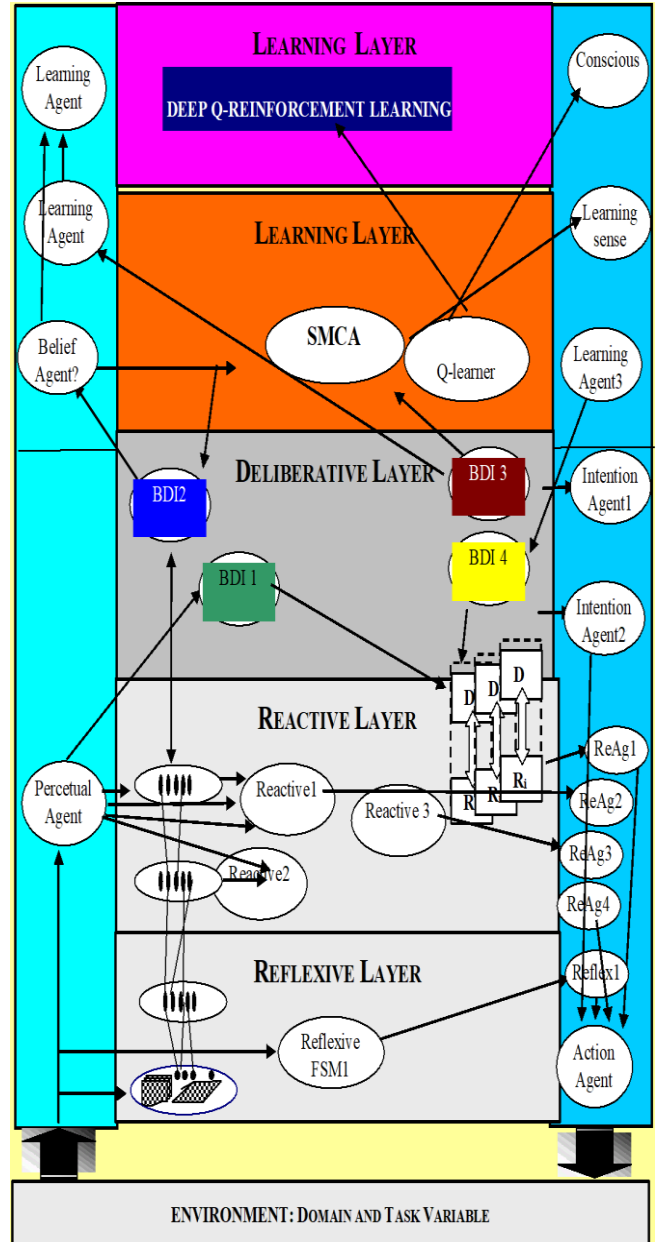 LEARNING LAYER
DEEP Q-REINFORCEMENT LEARNING
Learning
Agent
Conscious
Learning
Agent
LEARNING LAYER
Learning
sense
SMCA
Q-learner
Belief
Agent?
Learning
Agent3
DELIBERATIVE LAYER
BDI2
BDI 3
Intention
Agent1
BDI 1
BDI 4
Intention
Agent2
D
D
D
REACTIVE LAYER
R
R
Ri
Percetual
Agent
Reactive1
Reactive 3
Reactive2
ReAg1
ReAg2
ReAg3
ReAg4
REFLEXIVE LAYER
Reflex1
Reflexive
FSM1
Action
Agent
ENVIRONMENT: DOMAIN AND TASK VARIABLE